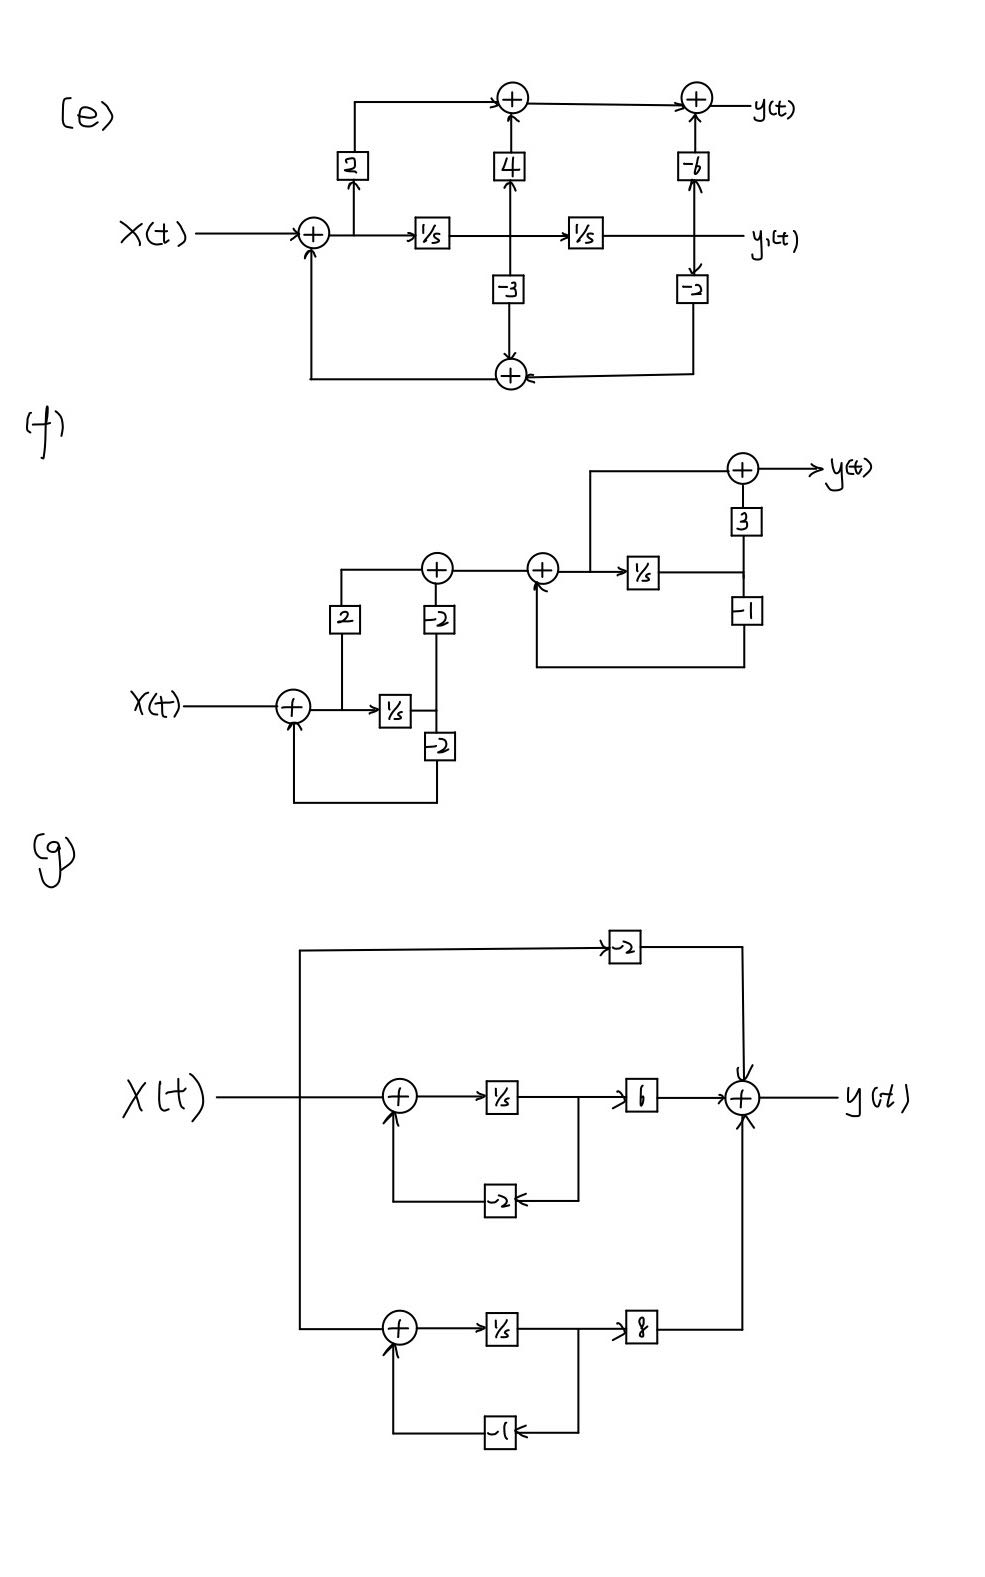 (e)
y(t)
2 4 -6
x(t) + 1/s 1/s y₁(t)
-3 -2
(f)
y(t)
3
1/s
2 -2 -1
x(t) 1/s
-2
(g)
-2
x(t) + 1/s 6 + y(t)
-2
+ 1/s 8
-1